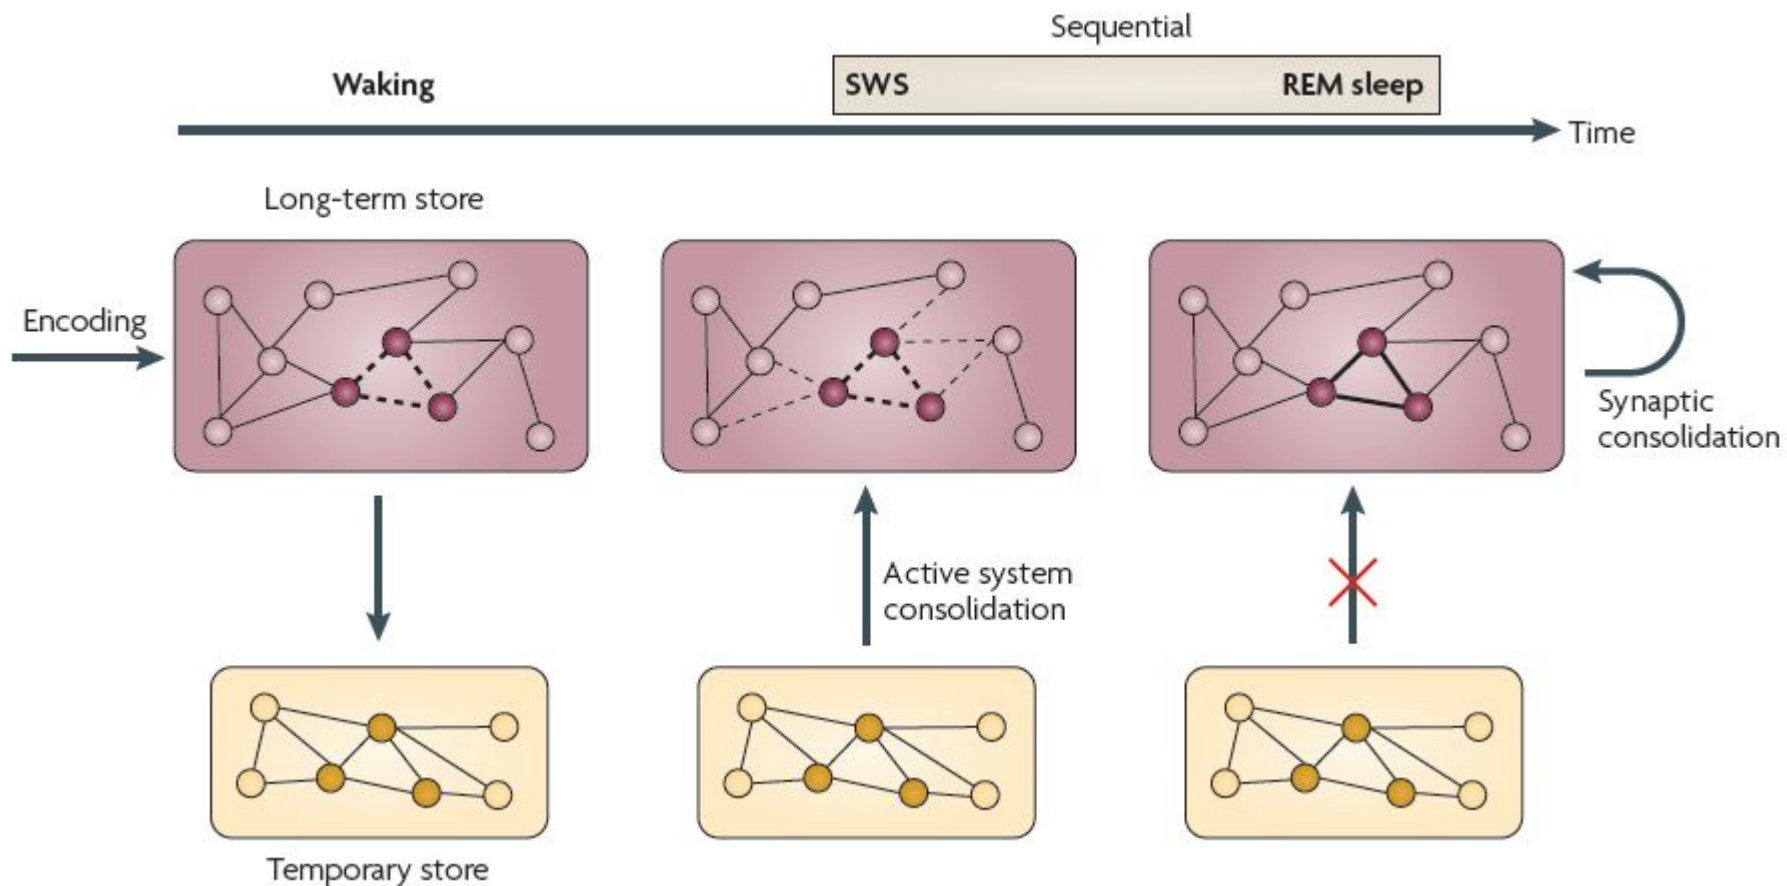 Sequential
Waking
SWS
REM sleep
Time
Long-term store
Encoding
Synaptic
consolidation
Active system
consolidation
Temporary store